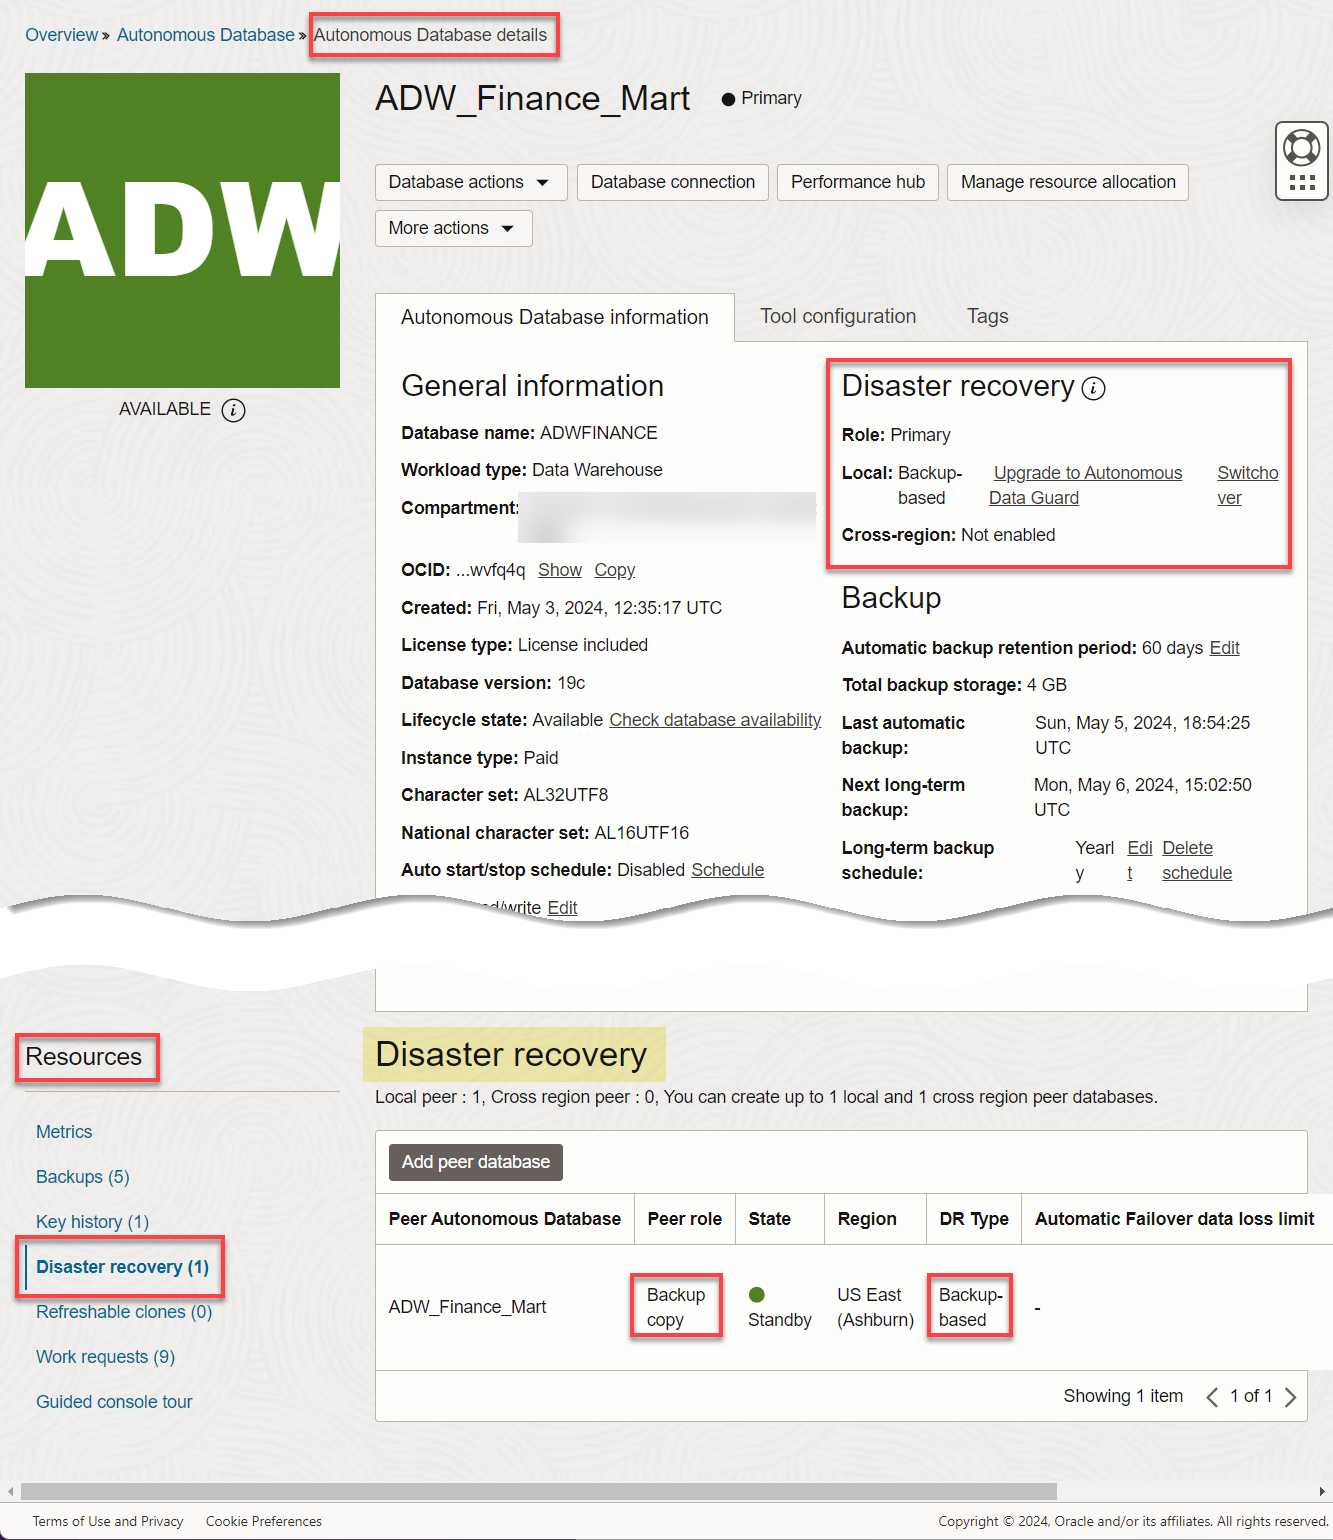 Overview » Autonomous Database » Autonomous Database details
ADW
AVAILABLE
ADW_Finance_Mart
Primary
Database actions
Database connection
Performance hub
Manage resource allocation
More actions
Autonomous Database information
Tool configuration
Tags
General information
Database name: ADWFINANCE
Workload type: Data Warehouse
Compartment:
OCID: ...wvfq4q Show Copy
Created: Fri, May 3, 2024, 12:35:17 UTC
License type: License included
Database version: 19c
Lifecycle state: Available Check database availability
Instance type: Paid
Character set: AL32UTF8
National character set: AL16UTF16
Auto start/stop schedule: Disabled Schedule
/write Edit
Disaster recovery
Role: Primary
Local: Backup- Upgrade to Autonomous Switcho
based Data Guard ver
Cross-region: Not enabled
Backup
Automatic backup retention period: 60 days Edit
Total backup storage: 4 GB
Last automatic Sun, May 5, 2024, 18:54:25
backup: UTC
Next long-term Mon, May 6, 2024, 15:02:50
backup: UTC
Long-term backup Yearl Edi Delete
schedule: y t schedule
Resources
Metrics
Backups (5)
Key history (1)
Disaster recovery (1)
Refreshable clones (0)
Work requests (9)
Guided console tour
Disaster recovery
Local peer : 1, Cross region peer : 0, You can create up to 1 local and 1 cross region peer databases.
Add peer database
Peer Autonomous Database Peer role State Region DR Type Automatic Failover data loss limit
ADW_Finance_Mart Backup copy Standby US East (Ashburn) Backup-based -
Showing 1 item 1 of 1
Terms of Use and Privacy Cookie Preferences
Copyright © 2024, Oracle and/or its affiliates. All rights reserved.